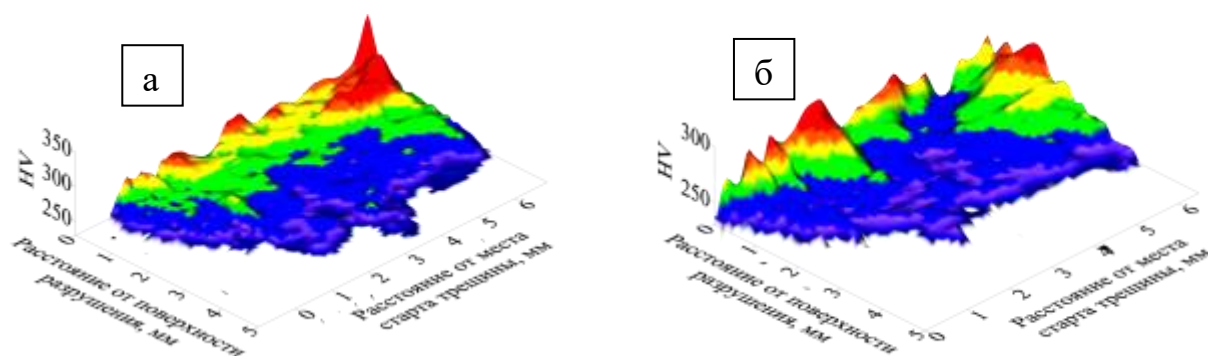 а
350
300
250
HV
0
1
2
3
4
5
Расстояние от поверхности
разрушения, мм
0
1
2
3
4
5
6
Расстояние от места
старта трещины, мм
б
300
250
HV
0
1
2
3
4
5
Расстояние от поверхности
разрушения, мм
0
1
2
3
4
5
6
Расстояние от места
старта трещины, мм